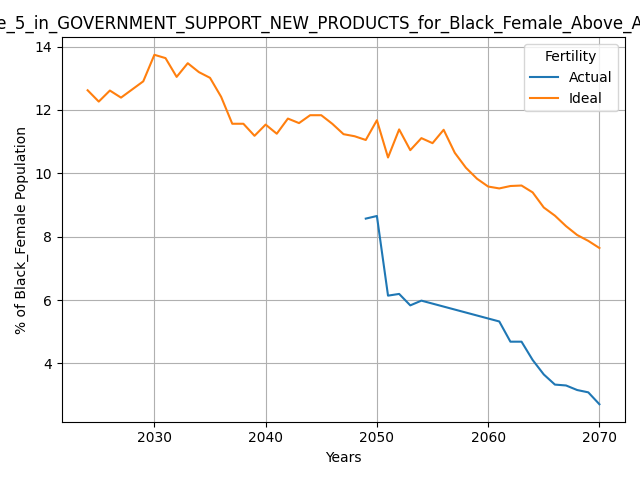 e_5_in_GOVERNMENT_SUPPORT_NEW_PRODUCTS_for_Black_Female_Above_A
Fertility
Actual
Ideal
% of Black_Female Population
14
12
10
8
6
4
2030 2040 2050 2060 2070
Years